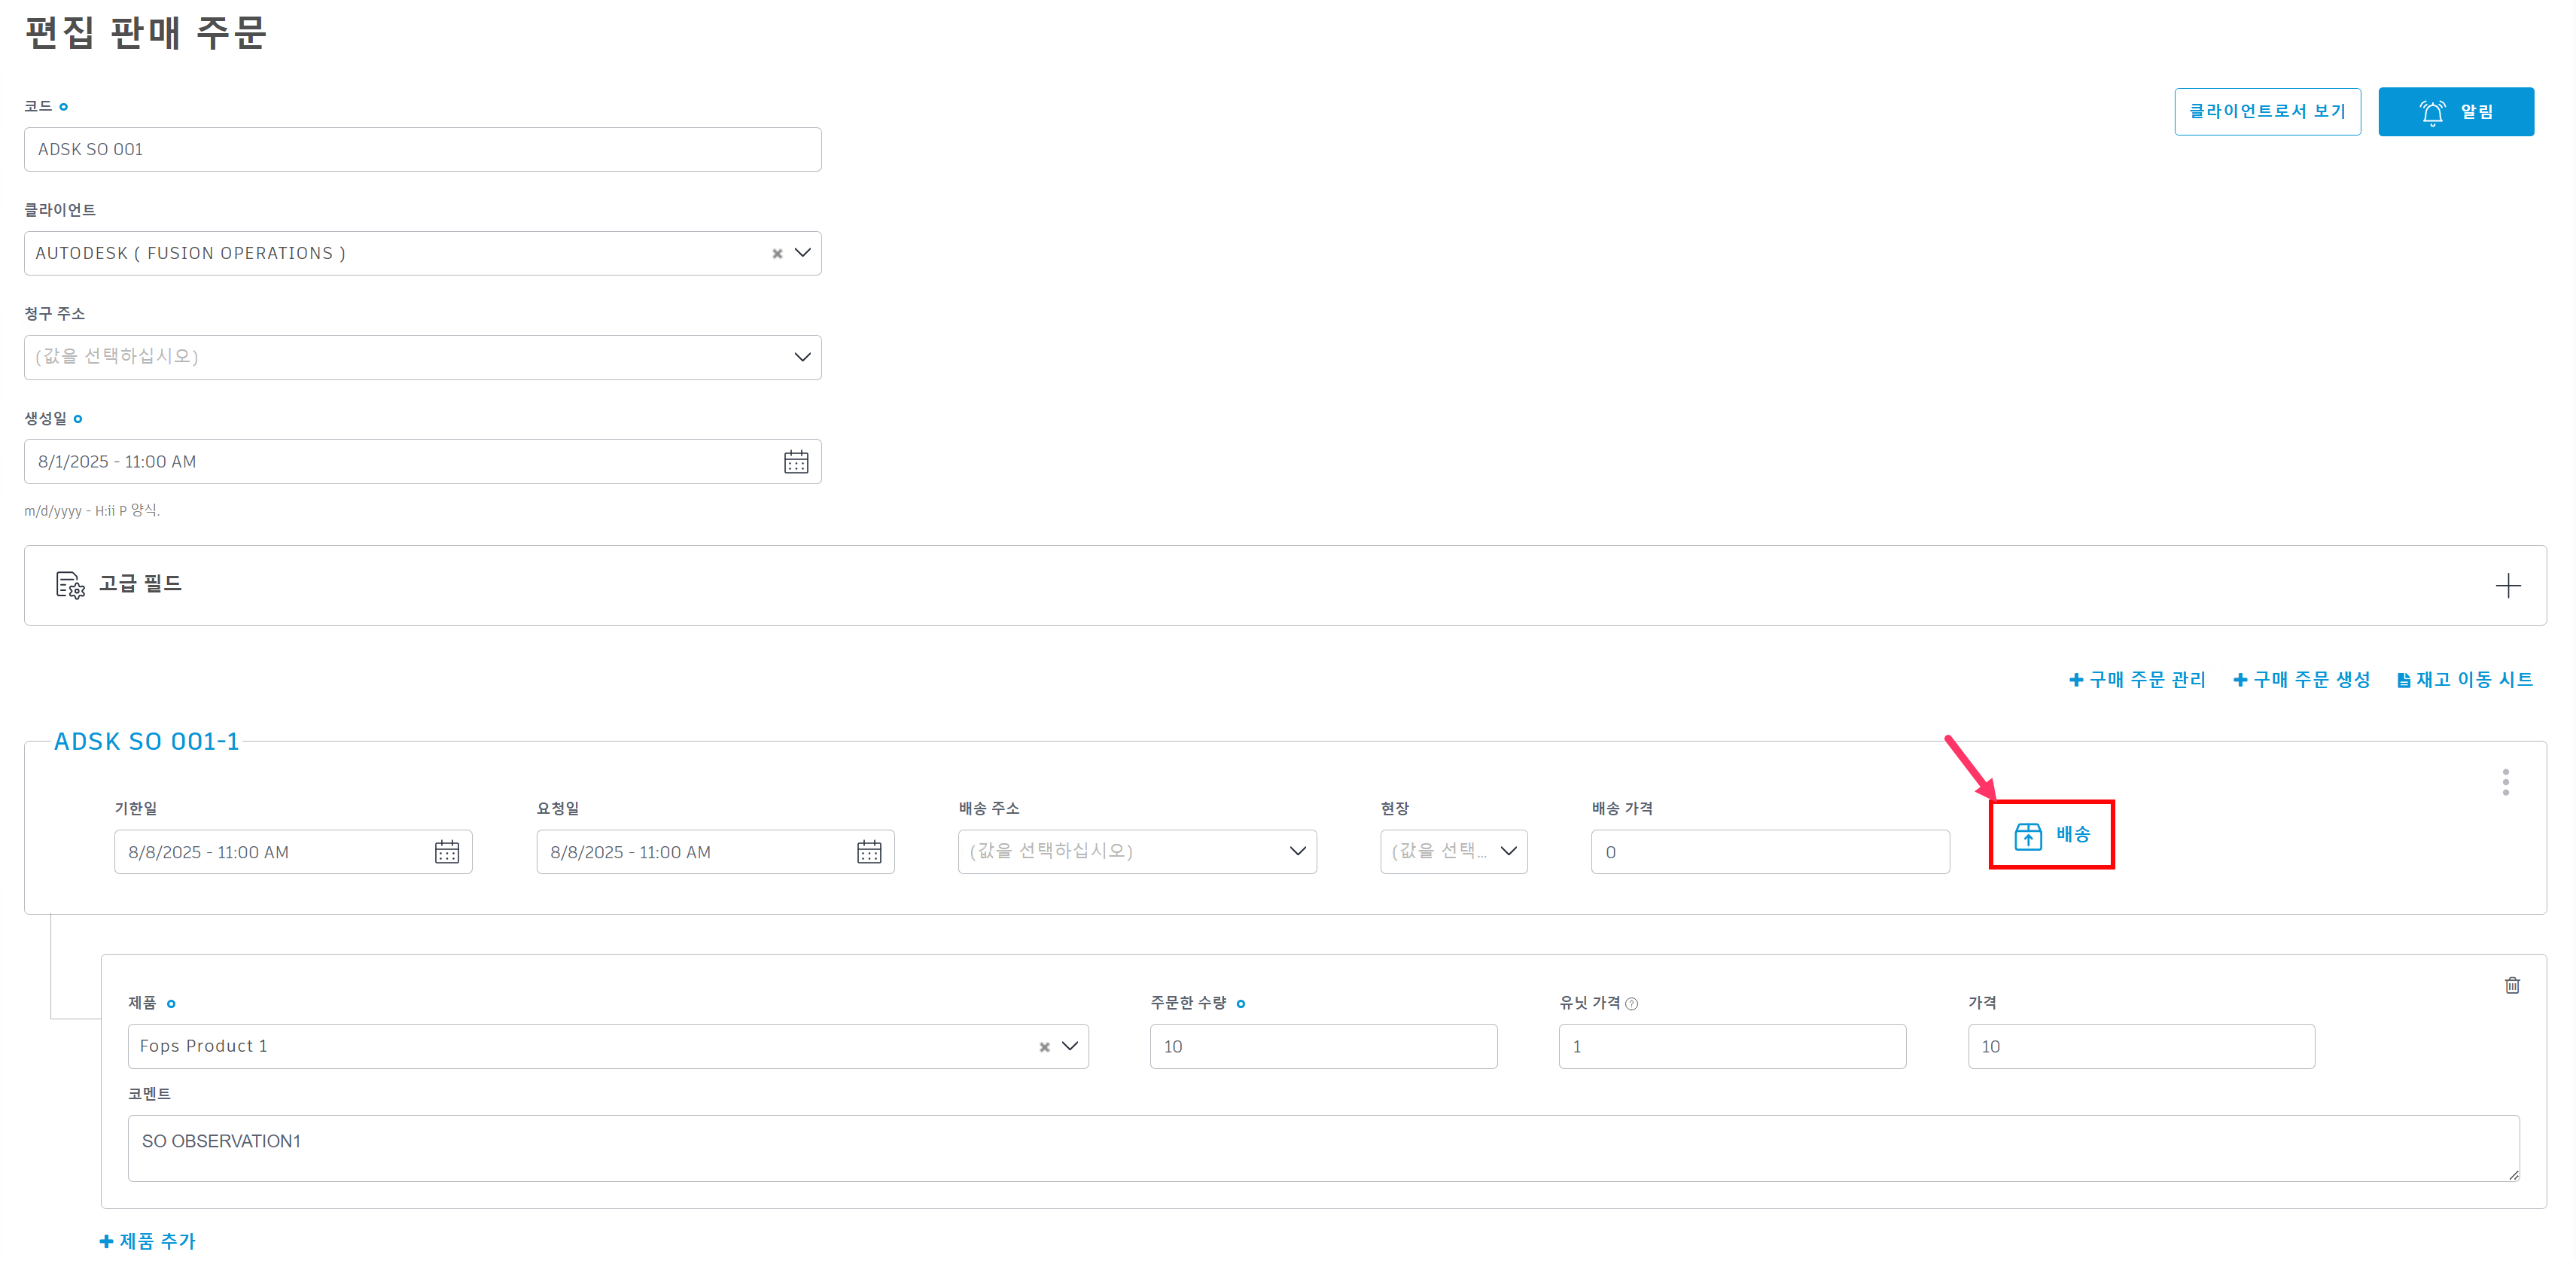 편집 판매 주문
코드
클라이언트로서 보기
알림
ADSK SO 001
클라이언트
AUTODESK ( FUSION OPERATIONS )
청구 주소
(값을 선택하십시오)
생성일
8/1/2025 - 11:00 AM
m/d/yyyy - H:ii P 양식.
고급 필드
구매 주문 관리 구매 주문 생성 재고 이동 시트
ADSK SO 001-1
기한일 요청일 배송 주소 현장 배송 가격
8/8/2025 - 11:00 AM 8/8/2025 - 11:00 AM (값을 선택하십시오) (값을 선택... 0 배송
제품 주문한 수량 유닛 가격 가격
Fops Product 1 10 1 10
코멘트
SO OBSERVATION1
제품 추가